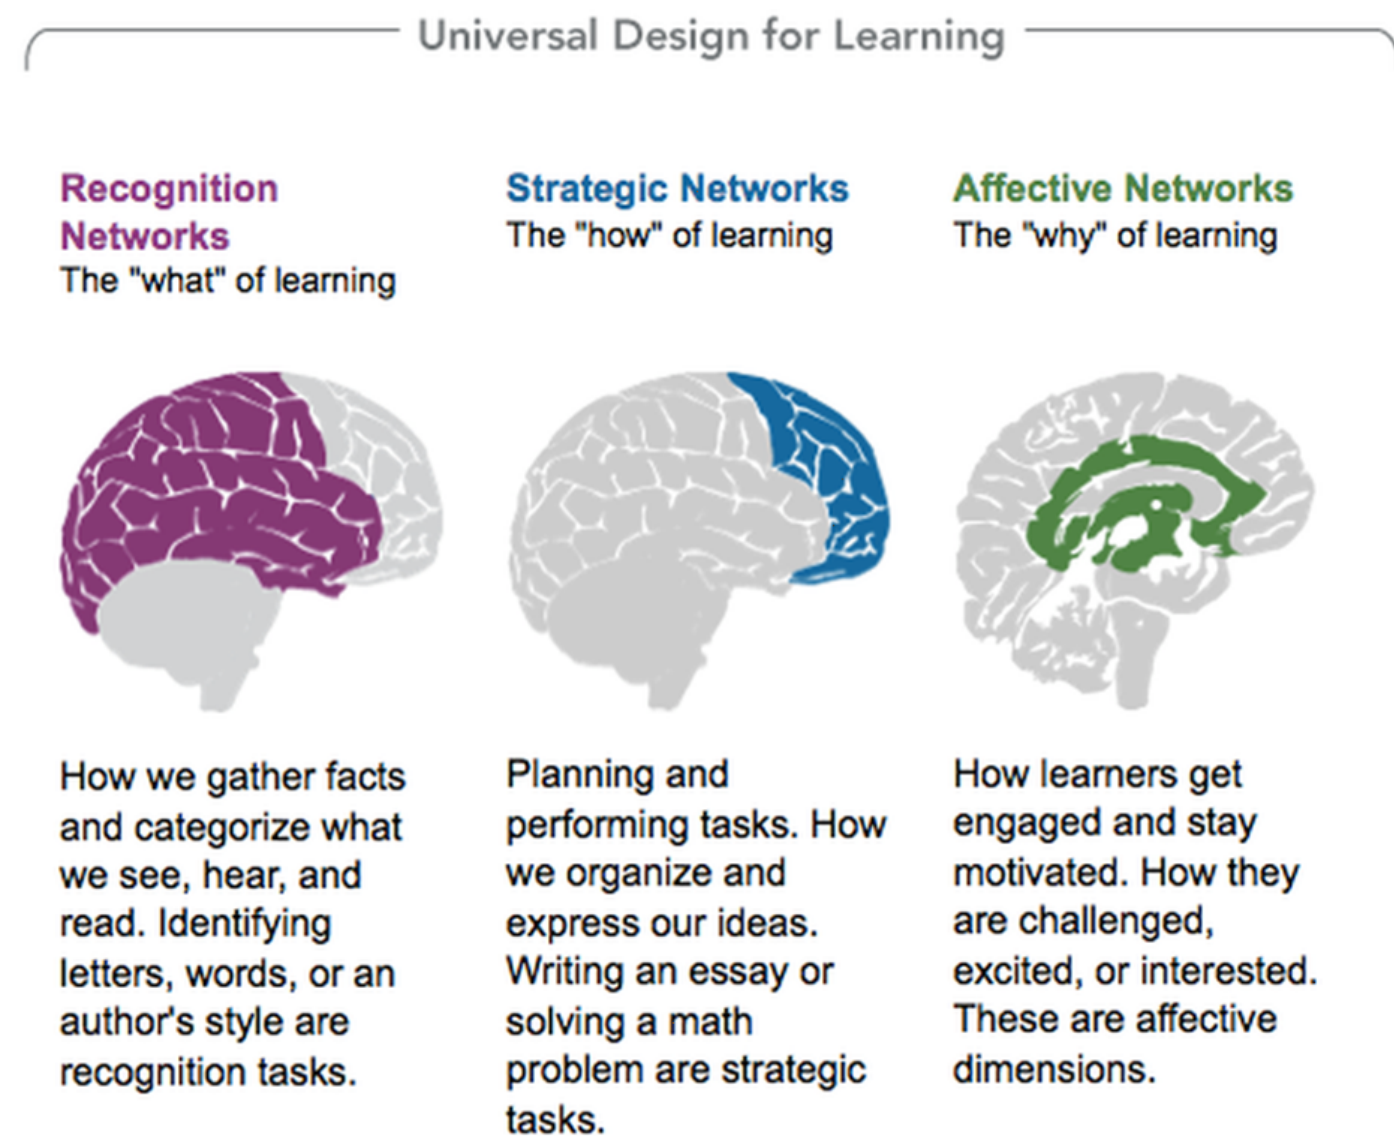 Universal Design for Learning
Recognition
Networks
The "what" of learning
How we gather facts
and categorize what
we see, hear, and
read. Identifying
letters, words, or an
author's style are
recognition tasks.
Strategic Networks
The "how" of learning
Planning and
performing tasks. How
we organize and
express our ideas.
Writing an essay or
solving a math
problem are strategic
tasks.
Affective Networks
The "why" of learning
How learners get
engaged and stay
motivated. How they
are challenged,
excited, or interested.
These are affective
dimensions.